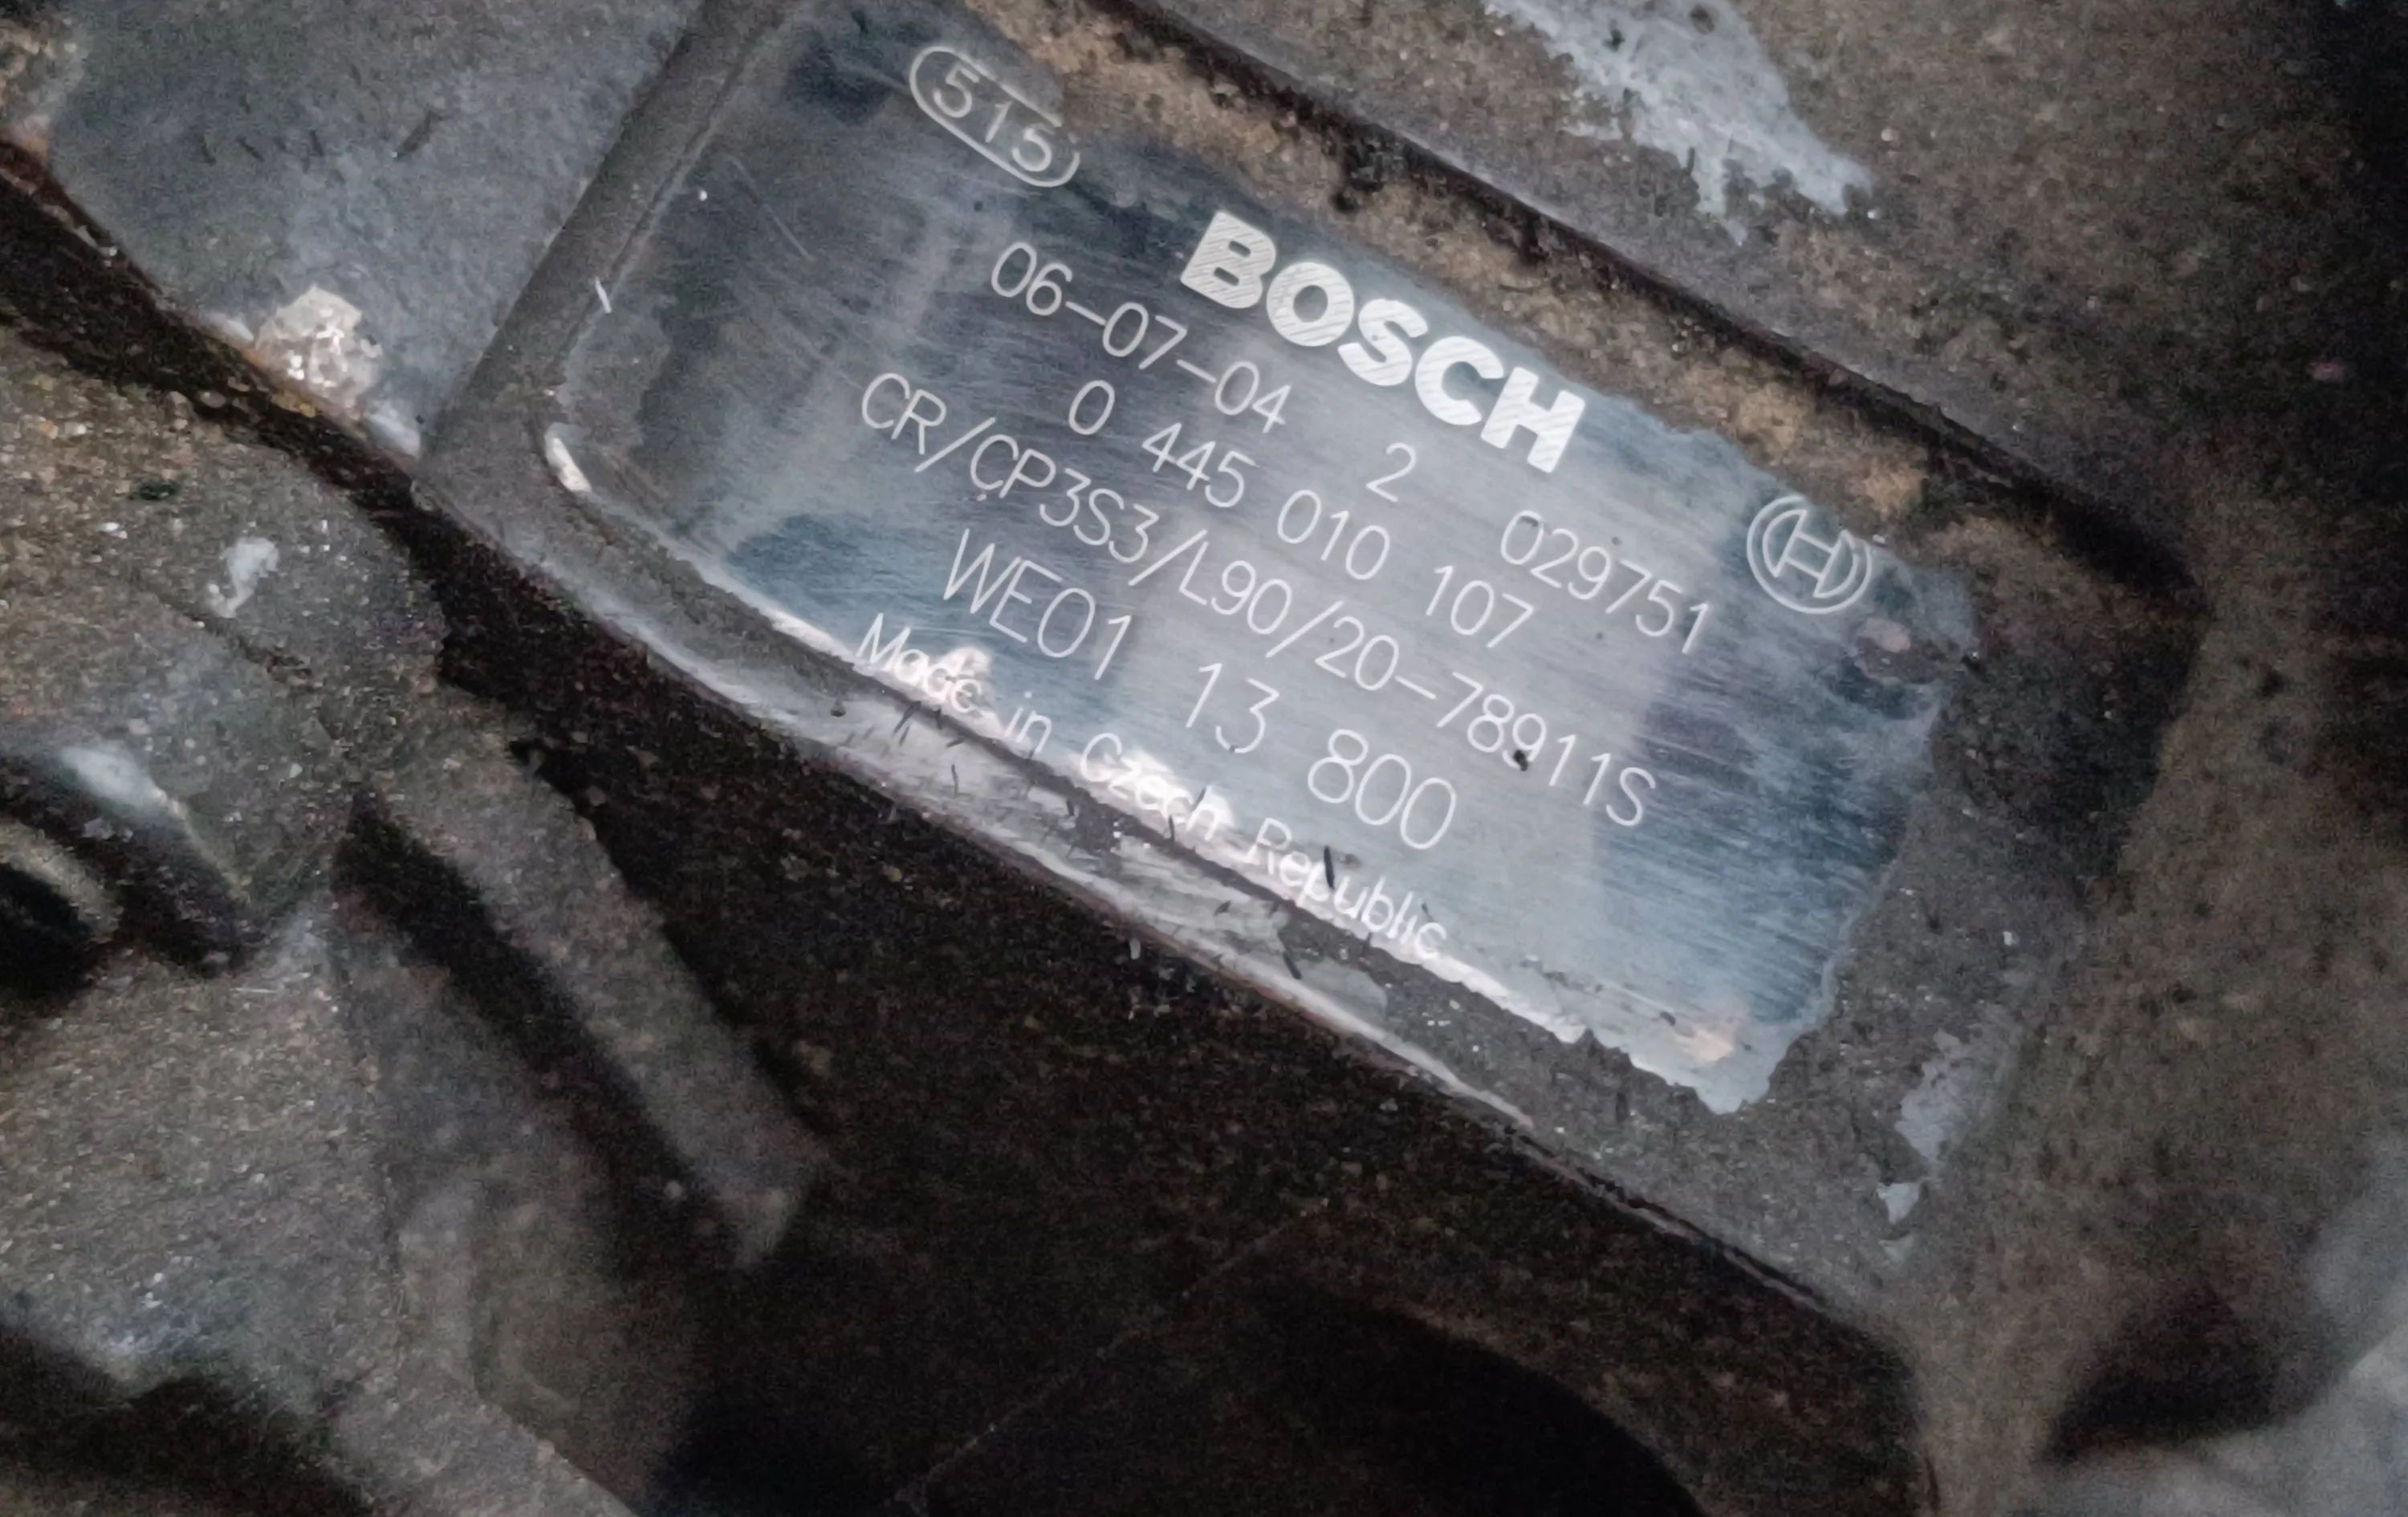 515
BOSCH
06-07-04 2 029751
0 445 010 107
CR/CP3S3/L90/20-78911S
WE01 13 800
Made in Czech Republic